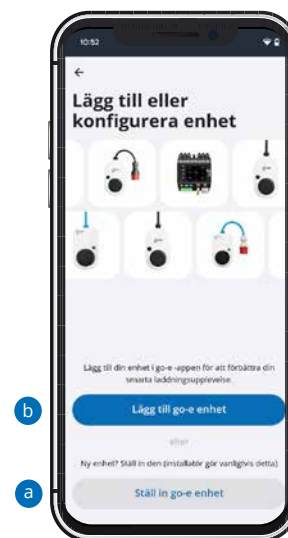 10:52
Lägg till eller
konfigurera enhet
Lägg till din enhet i go-e -appen för att förbättra din
smarta laddningsupplevelse.
b
Lägg till go-e enhet
eller
Ny enhet? Ställ in den (installatör gör vanligtvis detta)
a
Ställ in go-e enhet